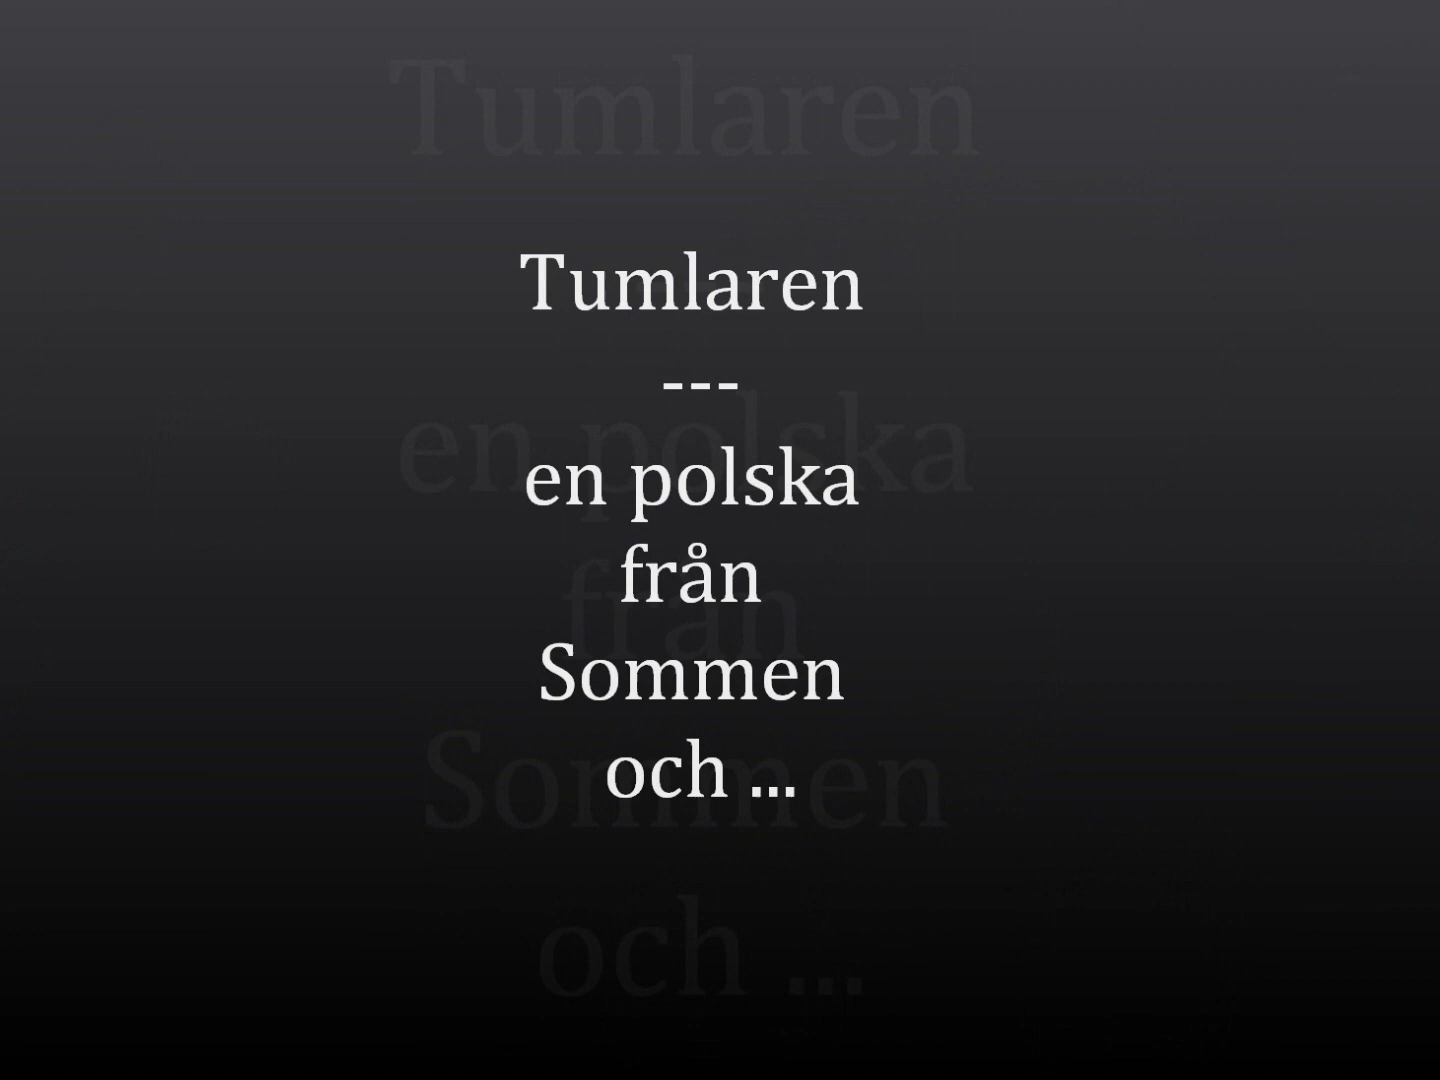 Tumlaren
---
en polska
från
Sommen
och ...